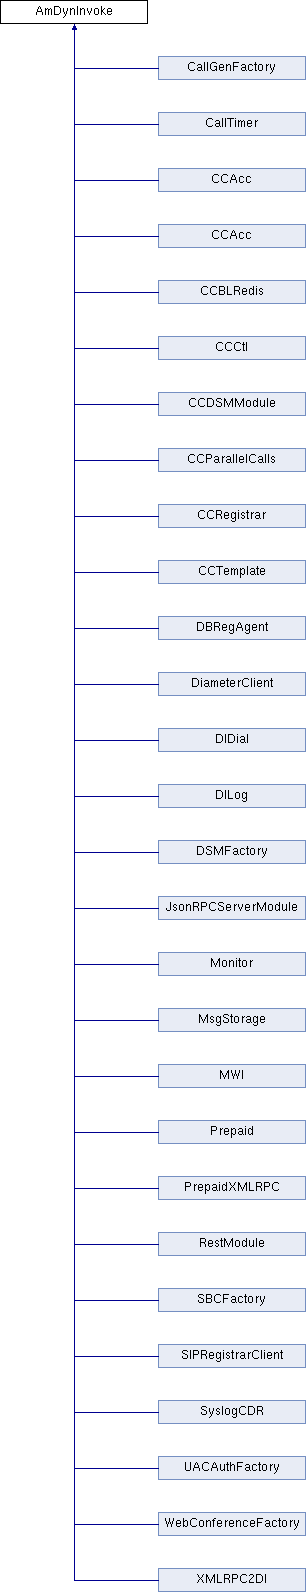 AmDynInvoke
CallGenFactory
CallTimer
CCAcc
CCAcc
CCBLRedis
CCCtl
CCDSMModule
CCParallelCalls
CCRegistrar
CCTemplate
DBRegAgent
DiameterClient
DIDial
DILog
DSMFactory
JsonRPCServerModule
Monitor
MsgStorage
MWI
Prepaid
PrepaidXMLRPC
RestModule
SBCFactory
SIPRegistrarClient
SyslogCDR
UACAuthFactory
WebConferenceFactory
XMLRPC2DI